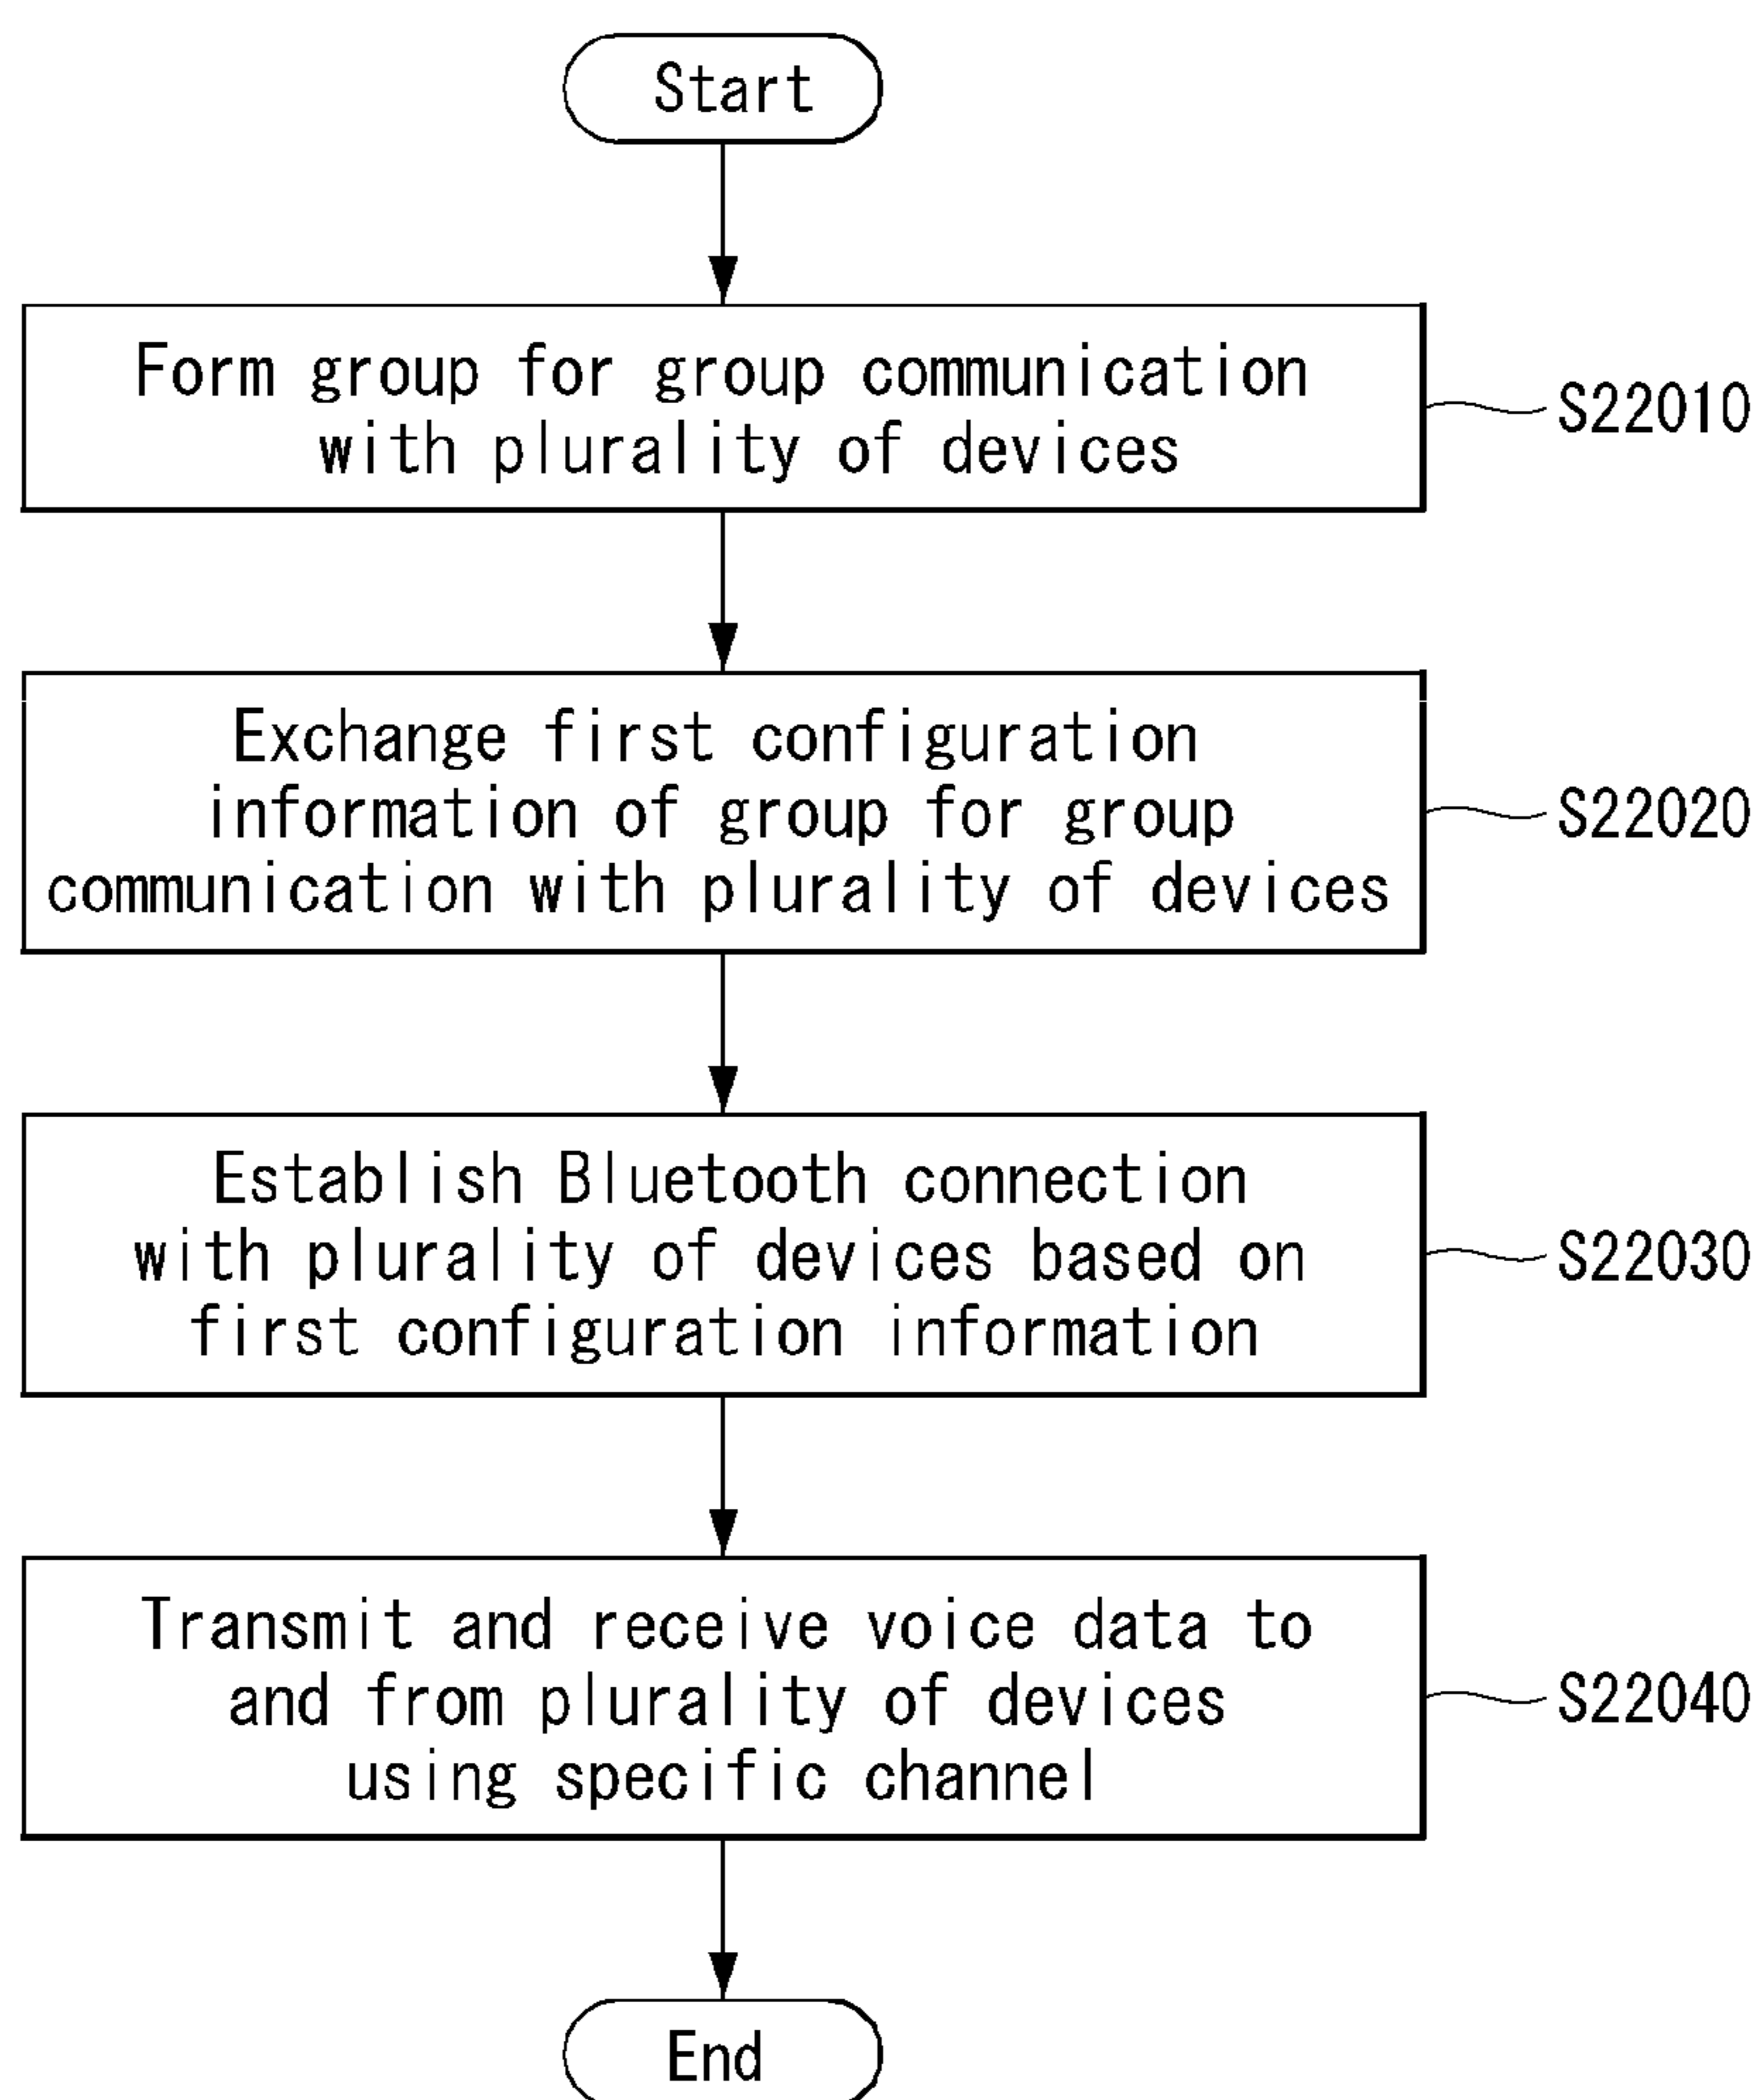 Start
Form group for group communication
with plurality of devices
S22010
Exchange first configuration
information of group for group
communication with plurality of devices
S22020
Establish Bluetooth connection
with plurality of devices based on
first configuration information
S22030
Transmit and receive voice data to
and from plurality of devices
using specific channel
S22040
End